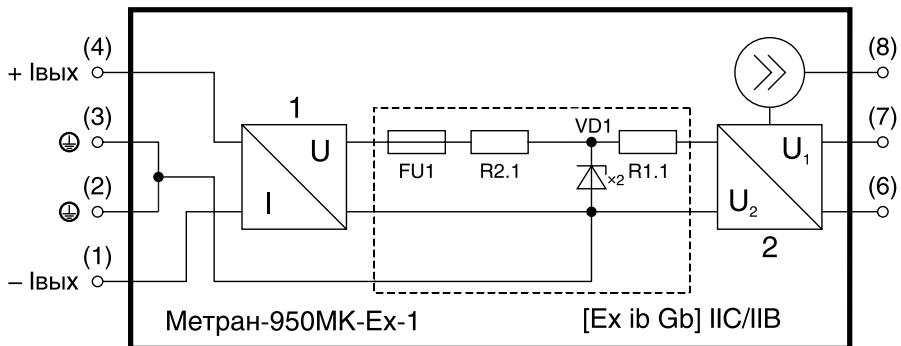 (4)
+ Iвых
(3)
(2)
(1)
– Iвых
1
U
I
FU1
R2.1
VD1
×2
R1.1
U1
U2
2
(8)
(7)
(6)
Метран-950МК-Ех-1
[Ex ib Gb] IIC/IIB